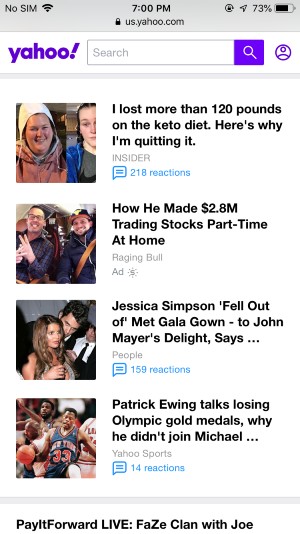 No SIM 7:00 PM 73%
us.yahoo.com
yahoo! Search
I lost more than 120 pounds
on the keto diet. Here's why
I'm quitting it.
INSIDER
218 reactions
How He Made $2.8M
Trading Stocks Part-Time
At Home
Raging Bull
Ad
Jessica Simpson 'Fell Out
of' Met Gala Gown - to John
Mayer's Delight, Says ...
People
159 reactions
Patrick Ewing talks losing
Olympic gold medals, why
he didn't join Michael ...
Yahoo Sports
14 reactions
33
PayItForward LIVE: FaZe Clan with Joe